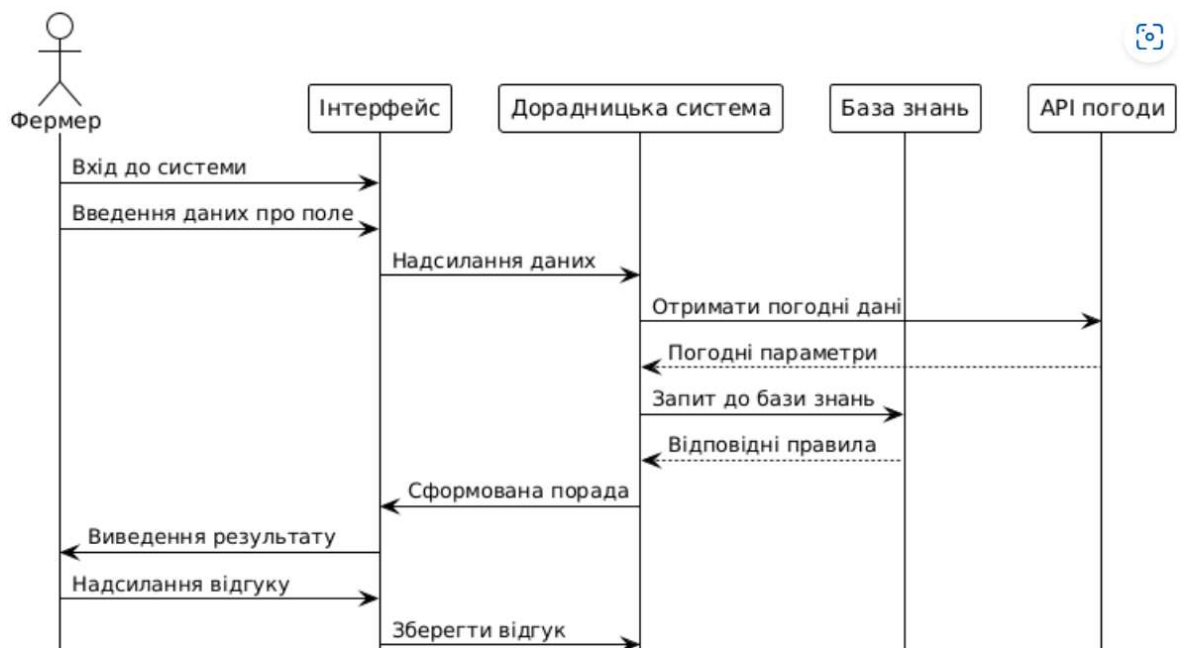 Фермер
Інтерфейс
Дорадницька система
База знань
API погоди
Вхід до системи
Введення даних про поле
Надсилання даних
Отримати погодні дані
Погодні параметри
Запит до бази знань
Відповідні правила
Сформована порада
Виведення результату
Надсилання відгуку
Зберегти відгук